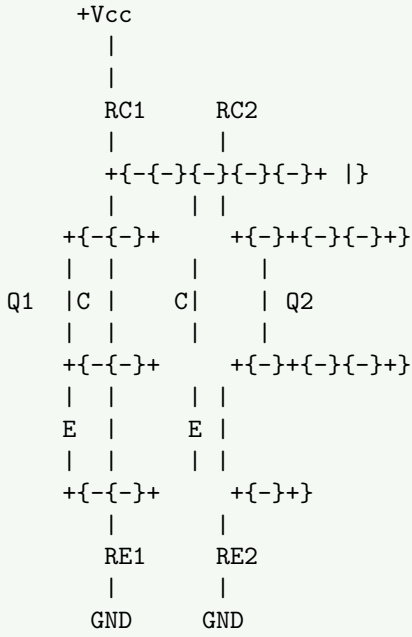 +Vcc
|
|
RC1 RC2
| |
+{-{-}{-}{-}{-}+ |}
| | |
+{-{-}+ +{-}+{-}{-}+}
| | | |
Q1 |C | C| | Q2
| | | |
+{-{-}+ +{-}+{-}{-}+}
| | | |
E | E |
| | | |
+{-{-}+ +{-}+}
| |
RE1 RE2
| |
GND GND